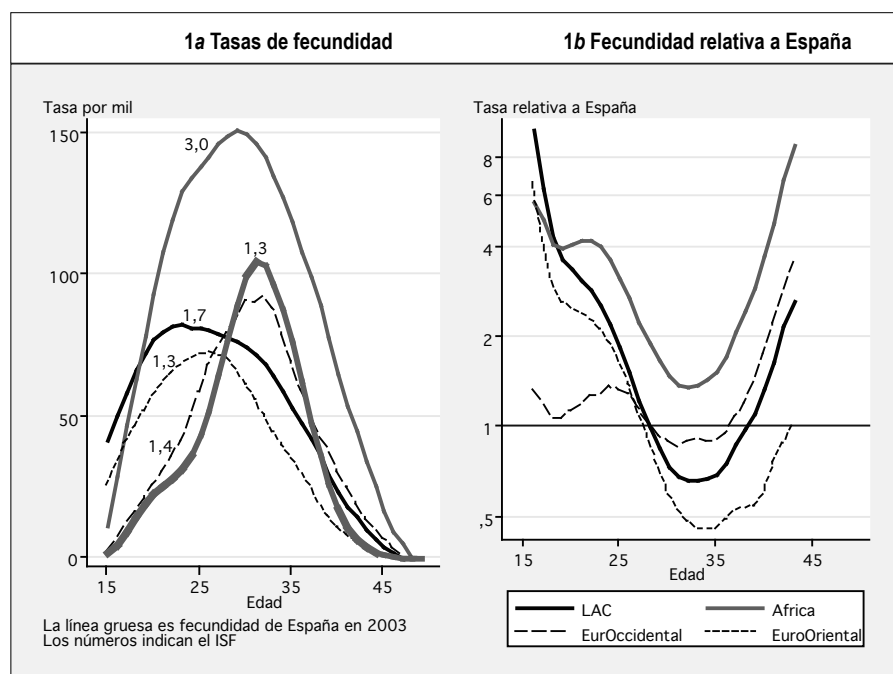 1a Tasas de fecundidad
1b Fecundidad relativa a España
Tasa por mil
150
100
50
0
3,0
1,3
1,7
1,3
1,4
15
25
35
45
Edad
La línea gruesa es fecundidad de España en 2003
Los números indican el ISF
Tasa relativa a España
8
6
4
2
1
,5
15
25
35
45
Edad
LAC
Africa
EurOccidental
EuroOriental